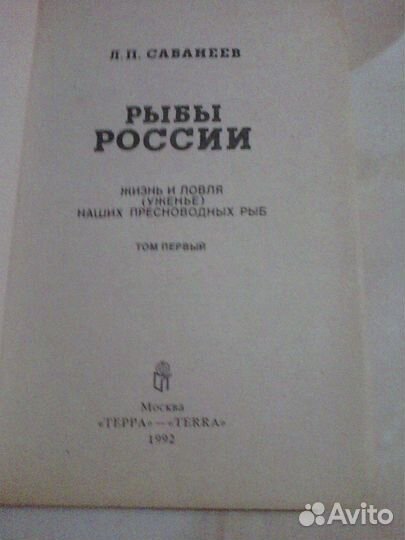 Л. П. САБАНЕЕВ
РЫБЫ
РОССИИ
ЖИЗНЬ И ЛОВЛЯ
(УЖЕНЬЕ)
НАШИХ ПРЕСНОВОДНЫХ РЫБ
ТОМ ПЕРВЫЙ
Москва
«ТЕРРА»—«TERRA»
1992
Avito